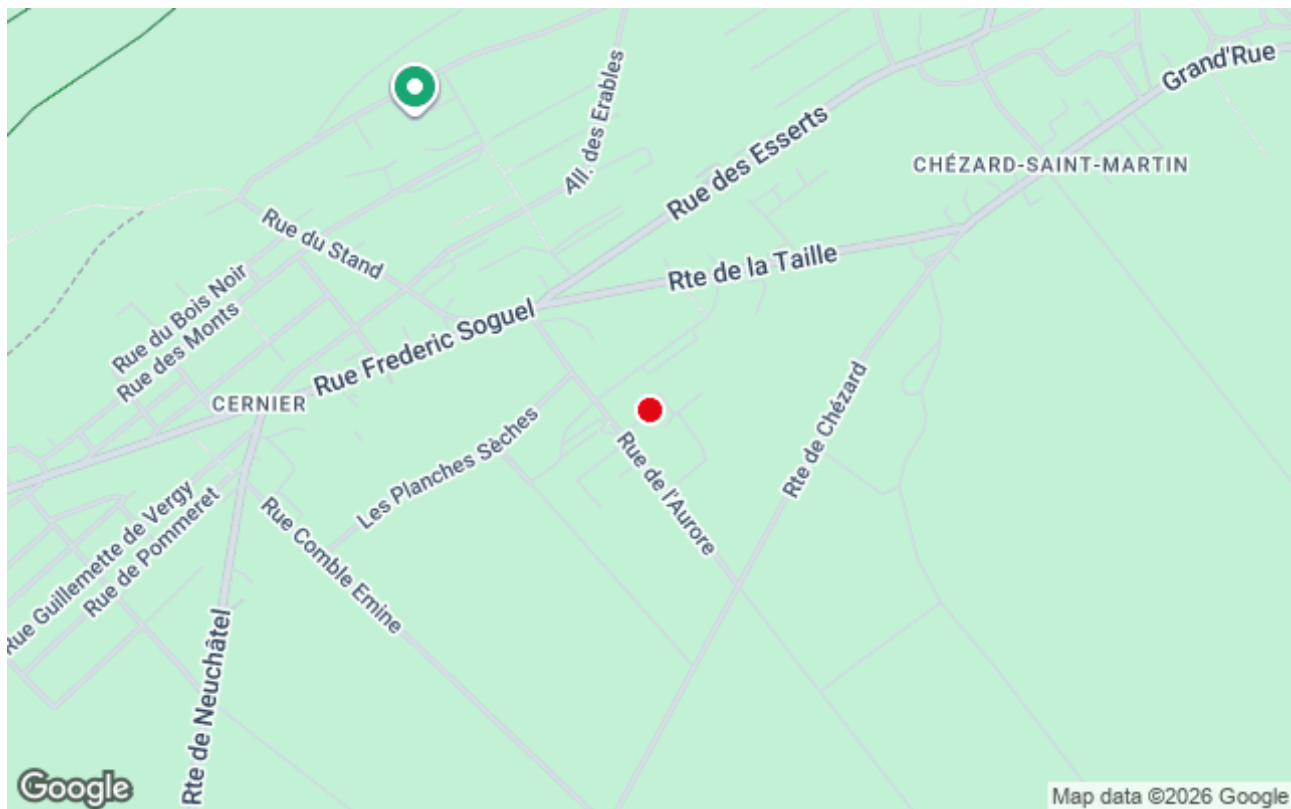 Grand'Rue
All. des Erables
Rue des Esserts
CHÉZARD-SAINT-MARTIN
Rue du Stand
Rte de la Taille
Rue du Bois Noir
Rue des Monts
Rue Frederic Soguel
CERNIER
Rte de Chézard
Les Planches Sèches
Rue de l'Aurore
Rue Guillemette de Vergy
Rue de Pommeret
Rue Comble Emine
Rte de Neuchâtel
Google
Map data ©2026 Google